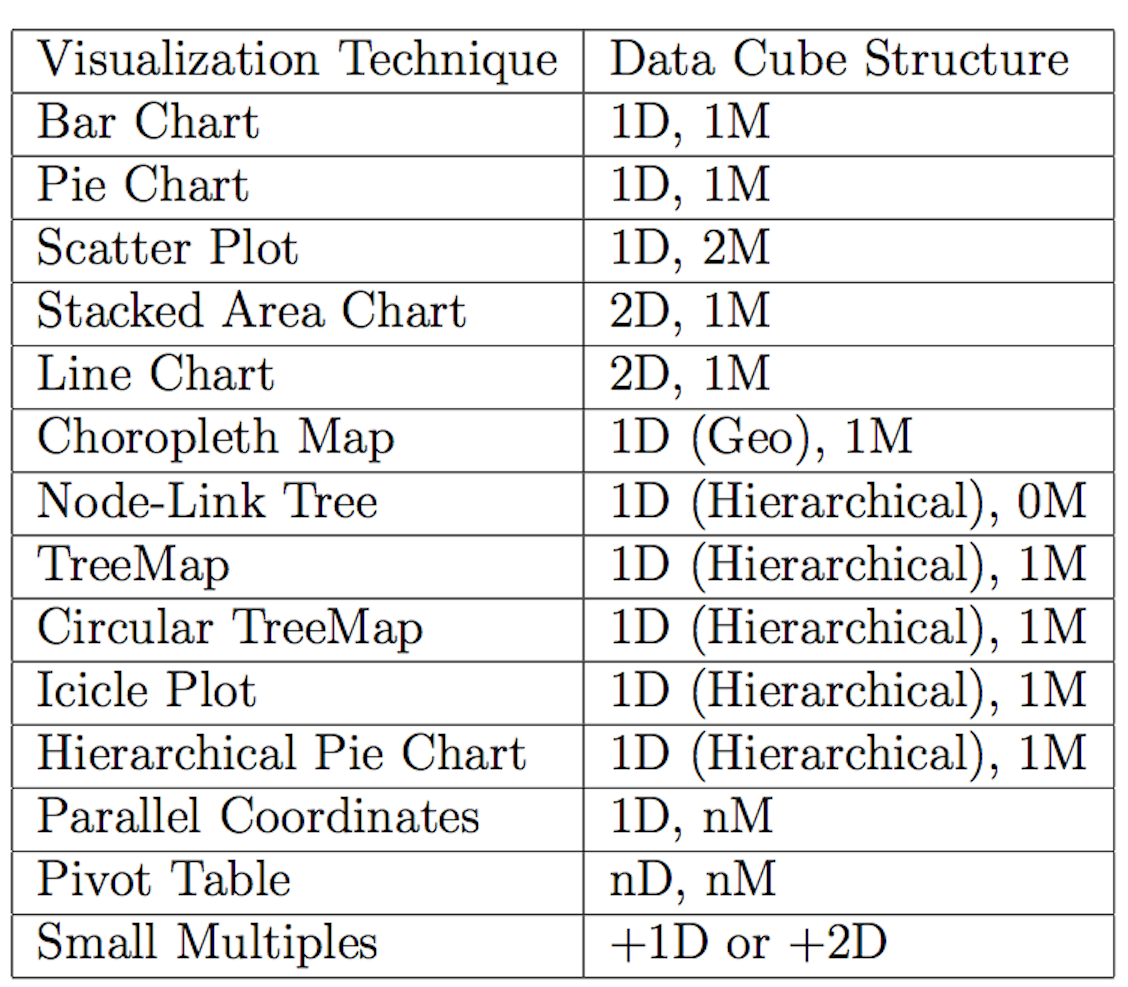 Visualization Technique Data Cube Structure
Bar Chart 1D, 1M
Pie Chart 1D, 1M
Scatter Plot 1D, 2M
Stacked Area Chart 2D, 1M
Line Chart 2D, 1M
Choropleth Map 1D (Geo), 1M
Node-Link Tree 1D (Hierarchical), 0M
TreeMap 1D (Hierarchical), 1M
Circular TreeMap 1D (Hierarchical), 1M
Icicle Plot 1D (Hierarchical), 1M
Hierarchical Pie Chart 1D (Hierarchical), 1M
Parallel Coordinates 1D, nM
Pivot Table nD, nM
Small Multiples +1D or +2D